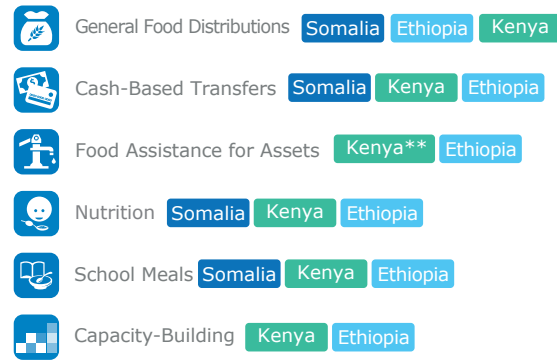 General Food Distributions Somalia Ethiopia Kenya
Cash-Based Transfers Somalia Kenya Ethiopia
Food Assistance for Assets Kenya** Ethiopia
Nutrition Somalia Kenya Ethiopia
School Meals Somalia Kenya Ethiopia
Capacity-Building Kenya Ethiopia